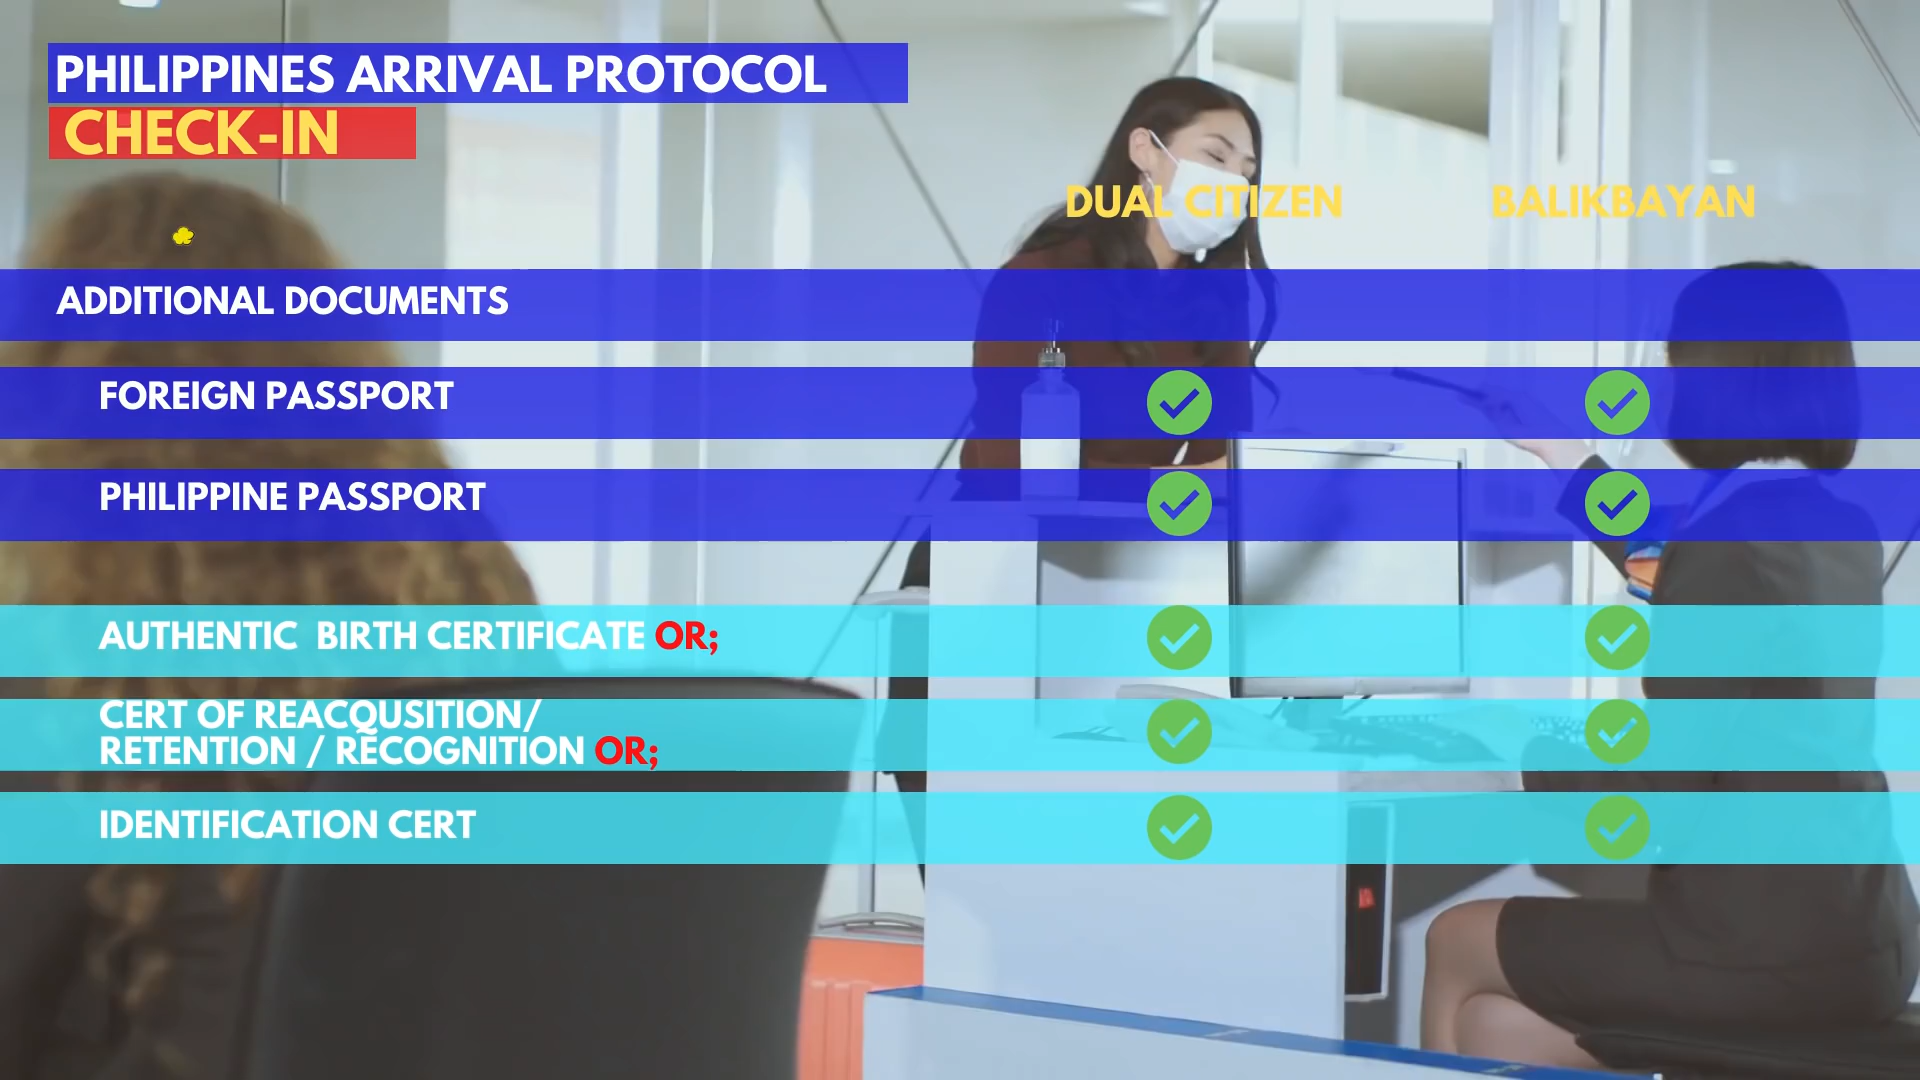 PHILIPPINES ARRIVAL PROTOCOL
CHECK-IN
DUAL CITIZEN BALIKBAYAN
ADDITIONAL DOCUMENTS
FOREIGN PASSPORT
PHILIPPINE PASSPORT
AUTHENTIC BIRTH CERTIFICATE OR;
CERT OF REACQUSITION/
RETENTION / RECOGNITION OR;
IDENTIFICATION CERT